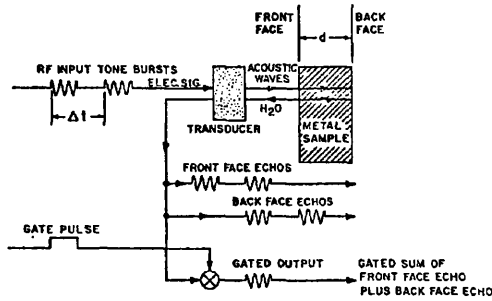 FRONT FACE
BACK FACE
d
RF INPUT TONE BURSTS
ELEC.SIG.
ACOUSTIC WAVES
H2O
Δt
TRANSDUCER
METAL SAMPLE
FRONT FACE ECHOS
BACK FACE ECHOS
GATE PULSE
GATED OUTPUT
GATED SUM OF
FRONT FACE ECHO
PLUS BACK FACE ECHO